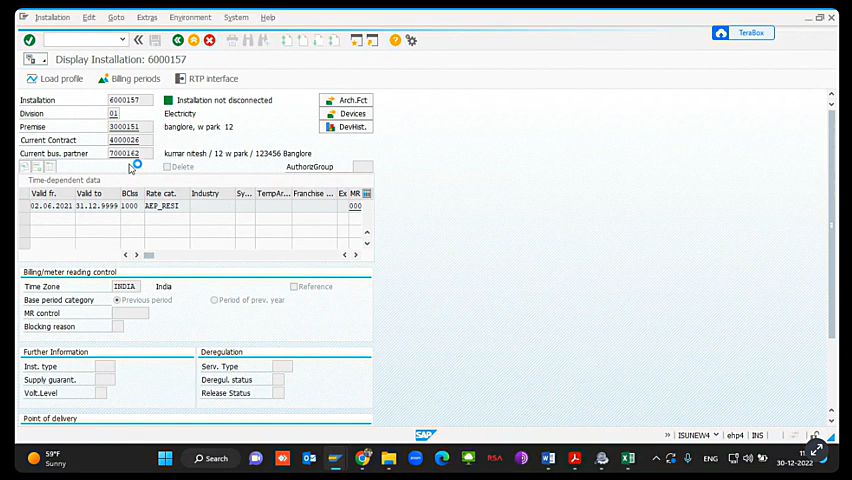 Installation Edit Goto Extras Environment System Help
TeraBox
Display Installation: 6000157
Load profile Billing periods RTP interface
Installation 6000157 Installation not disconnected Arch.Fct
Division 01 Electricity Devices
Premise 3000151 banglore, w park 12 DevHist.
Current Contract 4000026
Current bus. partner 7000162 kumar nitesh / 12 w park / 123456 Banglore
Delete AuthorizGroup
Time-dependent data
Valid fr. Valid to BClss Rate cat. Industry Sy... TempAr... Franchise ... Ex MR
02.06.2021 31.12.9999 1000 AEP_RESI 000
Billing/meter reading control
Time Zone INDIA India Reference
Base period category Previous period Period of prev. year
MR control
Blocking reason
Further Information Deregulation
Inst. type Serv. Type
Supply guarant. Deregul. status
Volt.Level Release Status
Point of delivery
SAP » ISUNEW4 ehp4 INS
59°F
Sunny
Search zoom RSA ENG
30-12-2022